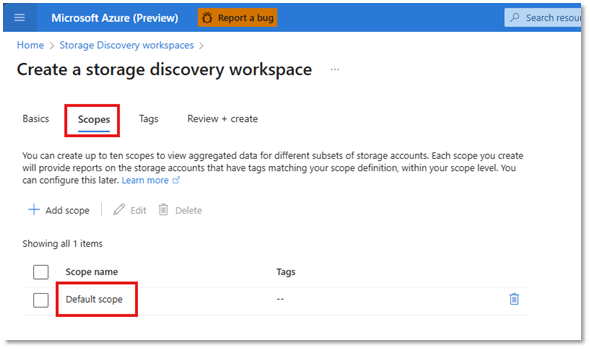 Microsoft Azure (Preview) Report a bug Search resou
Home > Storage Discovery workspaces >
Create a storage discovery workspace ...
Basics Scopes Tags Review + create
You can create up to ten scopes to view aggregated data for different subsets of storage accounts. Each scope you create
will provide reports on the storage accounts that have tags matching your scope definition, within your scope level. You
can configure this later. Learn more
+ Add scope | Edit Delete
Showing all 1 items
Scope name Tags
Default scope --